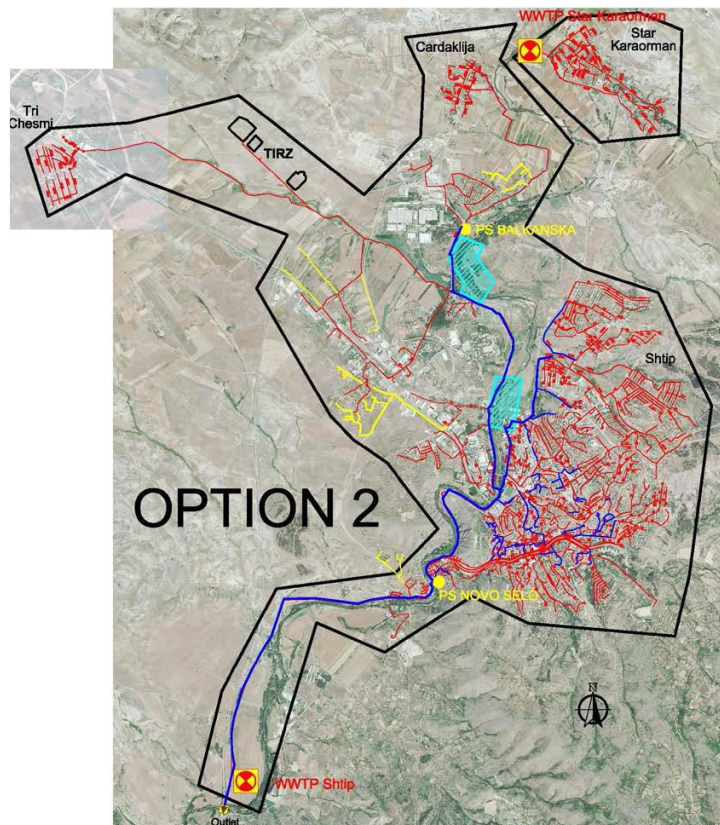 WWTP Star Karaorman
Cardaklija
Star
Karaorman
Tri
Chesmi
TIRZ
PS BALKANSKA
Shtip
OPTION 2
PS NOVO SELO
N
WWTP Shtip
Outlet